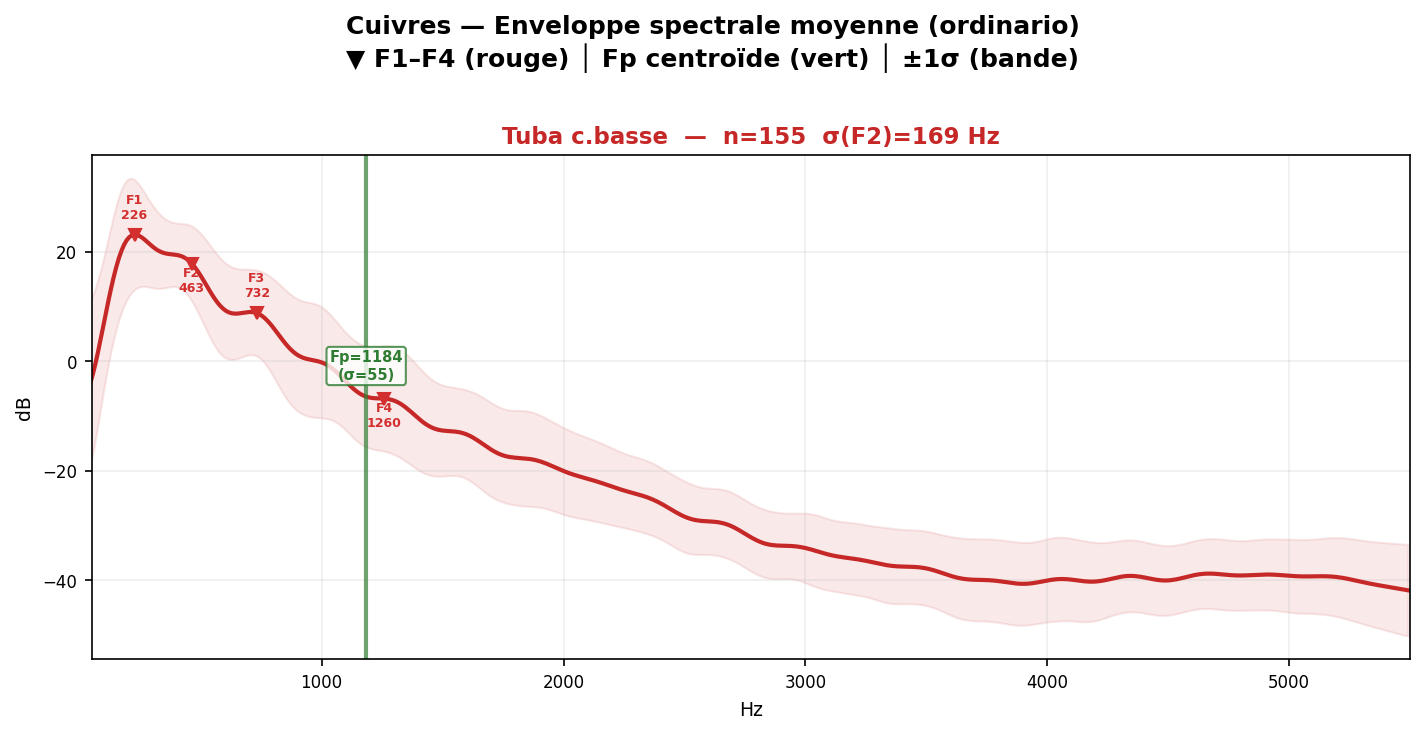 Cuivres — Enveloppe spectrale moyenne (ordinario)
▼ F1–F4 (rouge) │ Fp centroïde (vert) │ ±1σ (bande)
Tuba c.basse — n=155 σ(F2)=169 Hz
F1
226
F2
463
F3
732
Fp=1184
(σ=55)
F4
1260
20
0
−20
−40
dB
1000
2000
3000
4000
5000
Hz